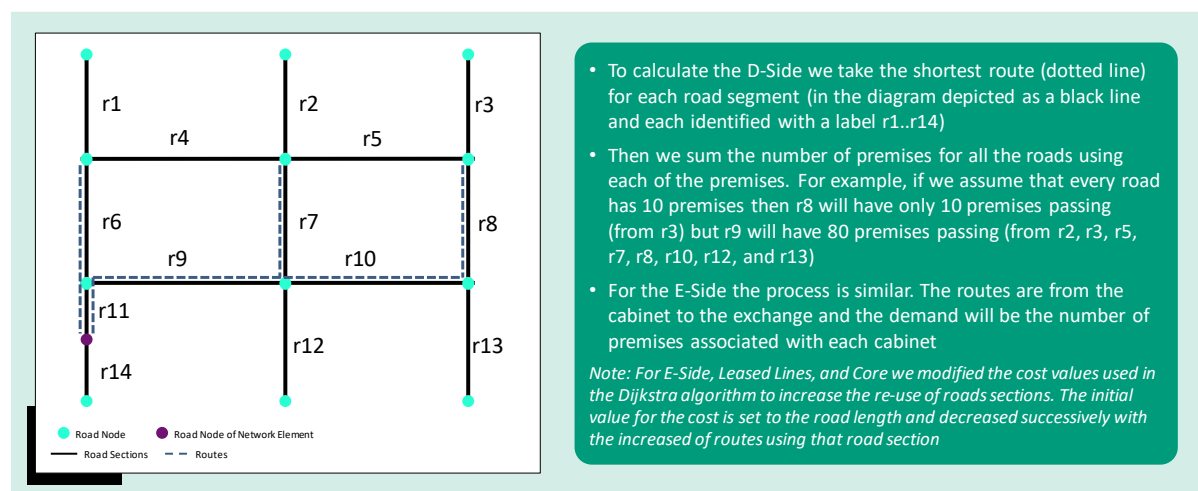 r1
r2
r3
r4
r5
r6
r7
r8
r9
r10
r11
r12
r13
r14
Road Node
Road Node of Network Element
Road Sections
Routes
• To calculate the D-Side we take the shortest route (dotted line)
for each road segment (in the diagram depicted as a black line
and each identified with a label r1..r14)
• Then we sum the number of premises for all the roads using
each of the premises. For example, if we assume that every road
has 10 premises then r8 will have only 10 premises passing
(from r3) but r9 will have 80 premises passing (from r2, r3, r5,
r7, r8, r10, r12, and r13)
• For the E-Side the process is similar. The routes are from the
cabinet to the exchange and the demand will be the number of
premises associated with each cabinet
Note: For E-Side, Leased Lines, and Core we modified the cost values used in
the Dijkstra algorithm to increase the re-use of roads sections. The initial
value for the cost is set to the road length and decreased successively with
the increased of routes using that road section